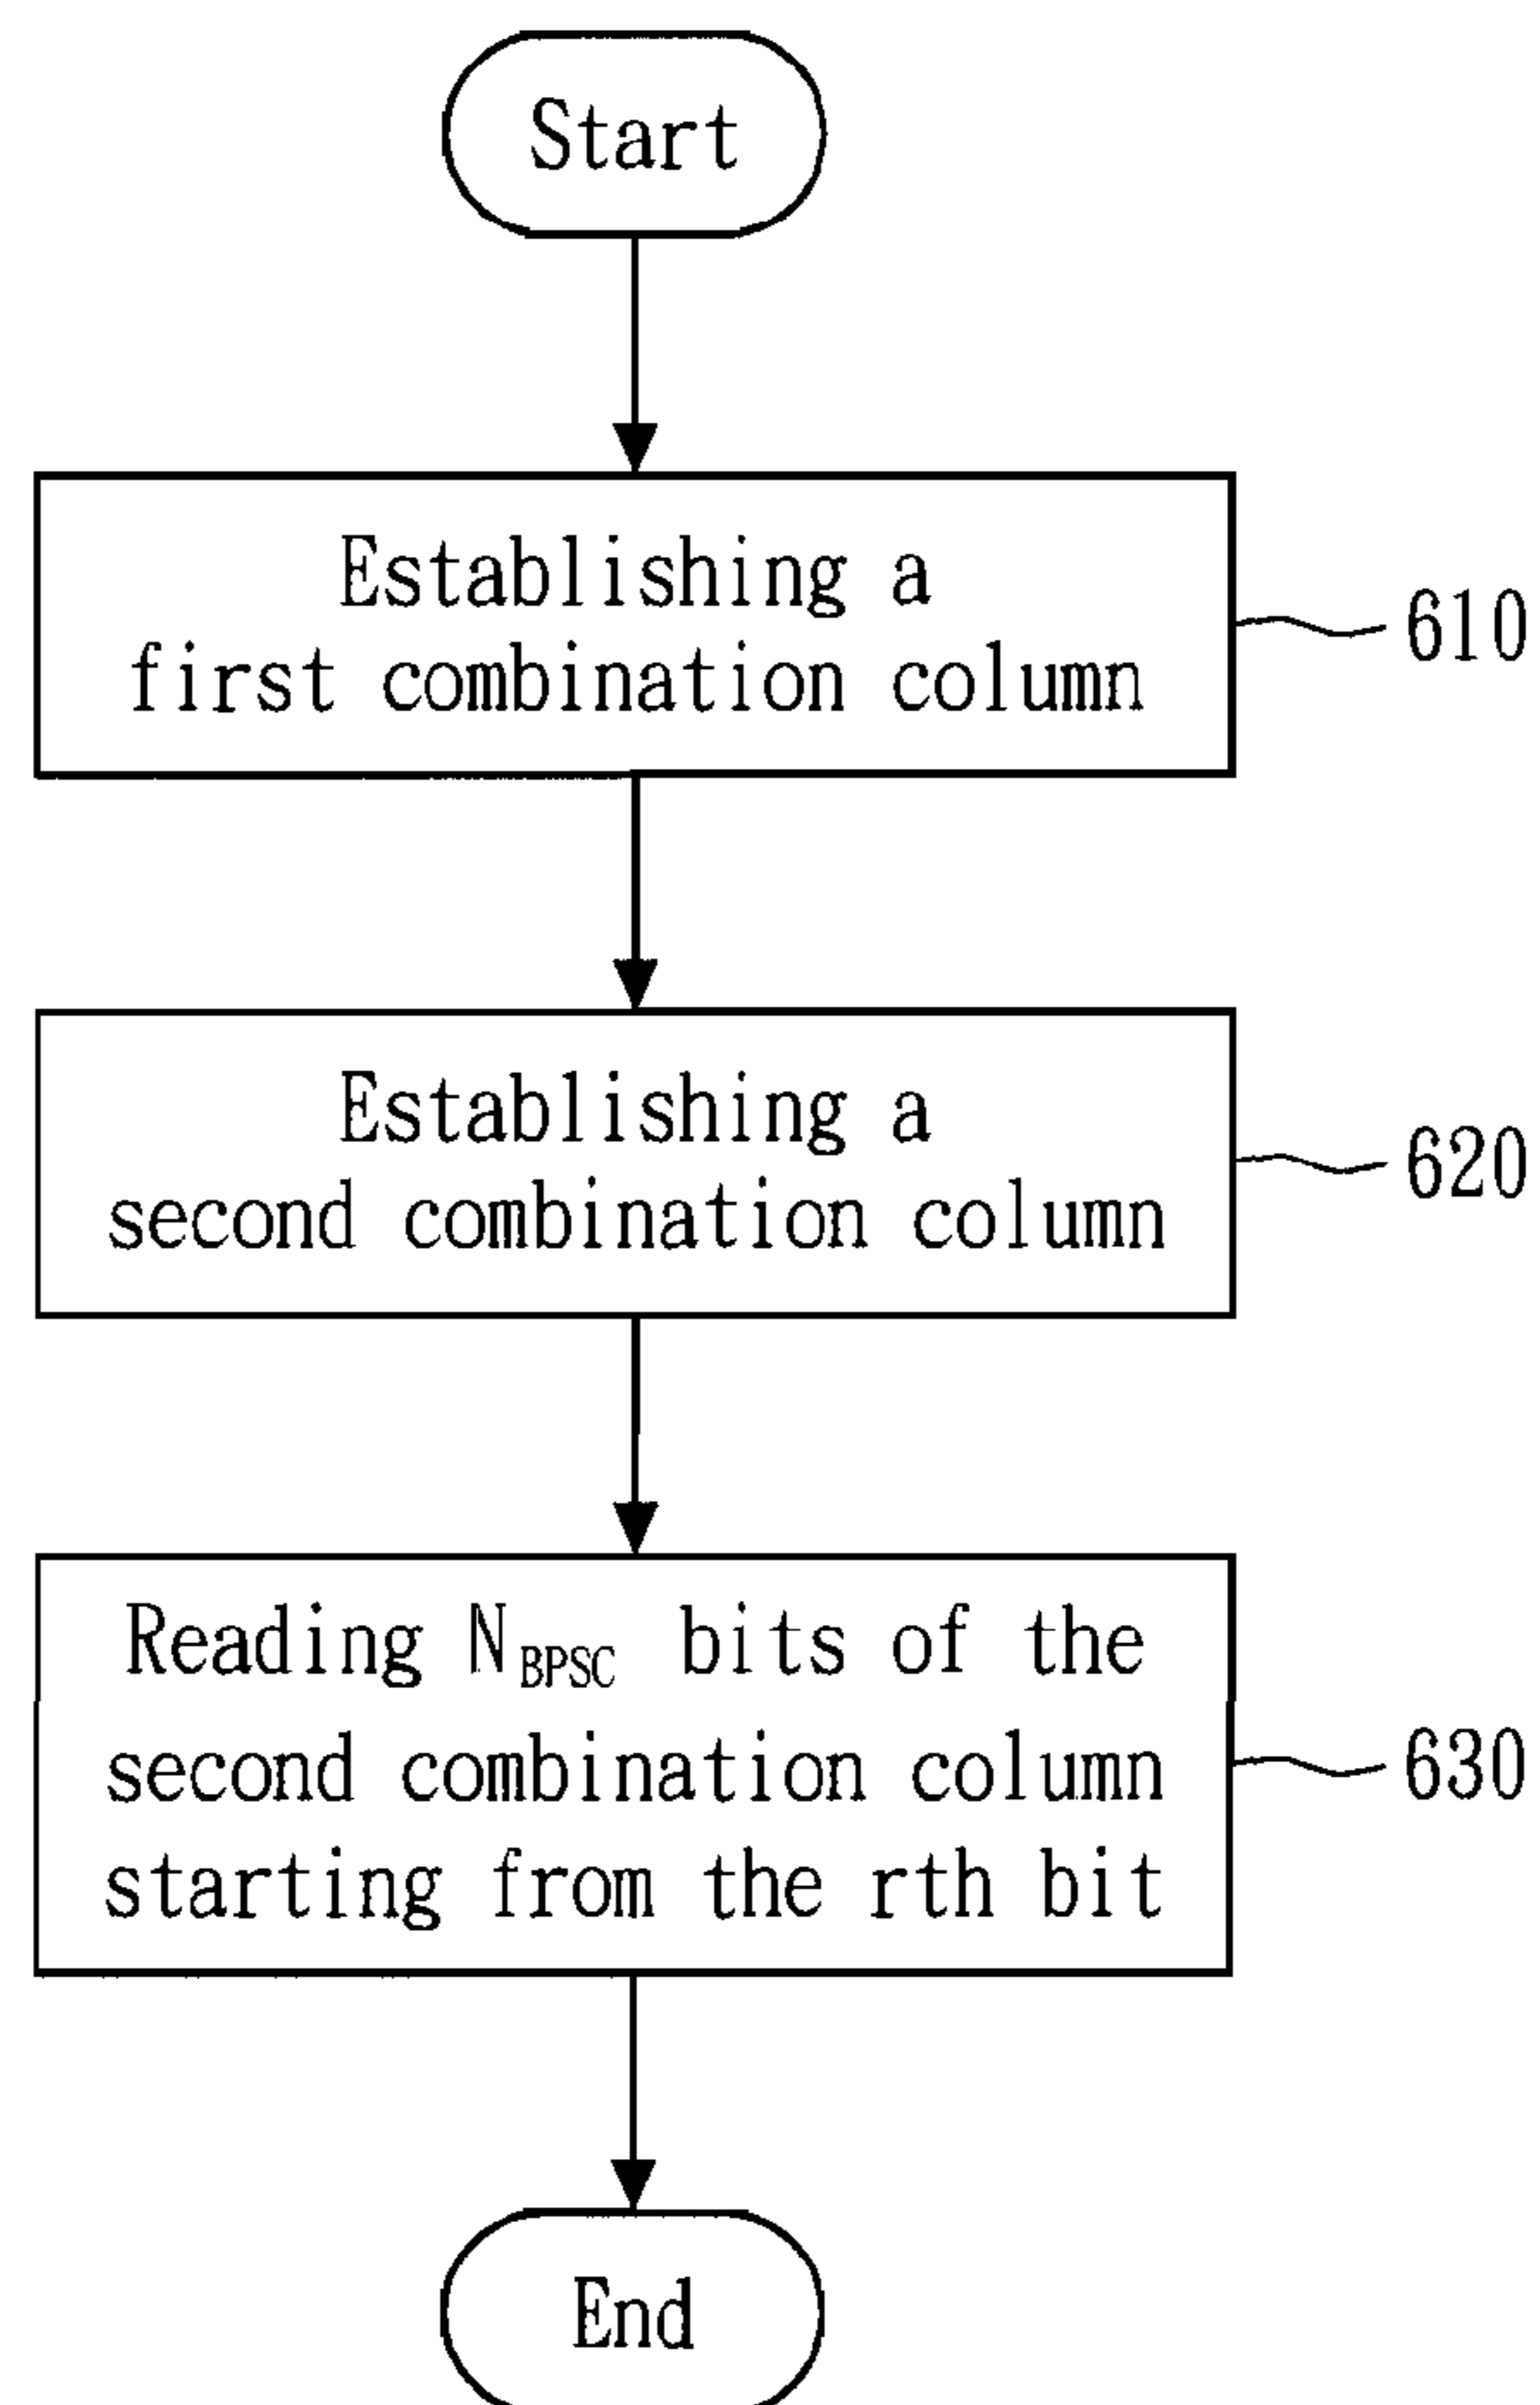 Start
Establishing a
first combination column
610
Establishing a
second combination column
620
Reading N_BPSC bits of the
second combination column
starting from the rth bit
630
End